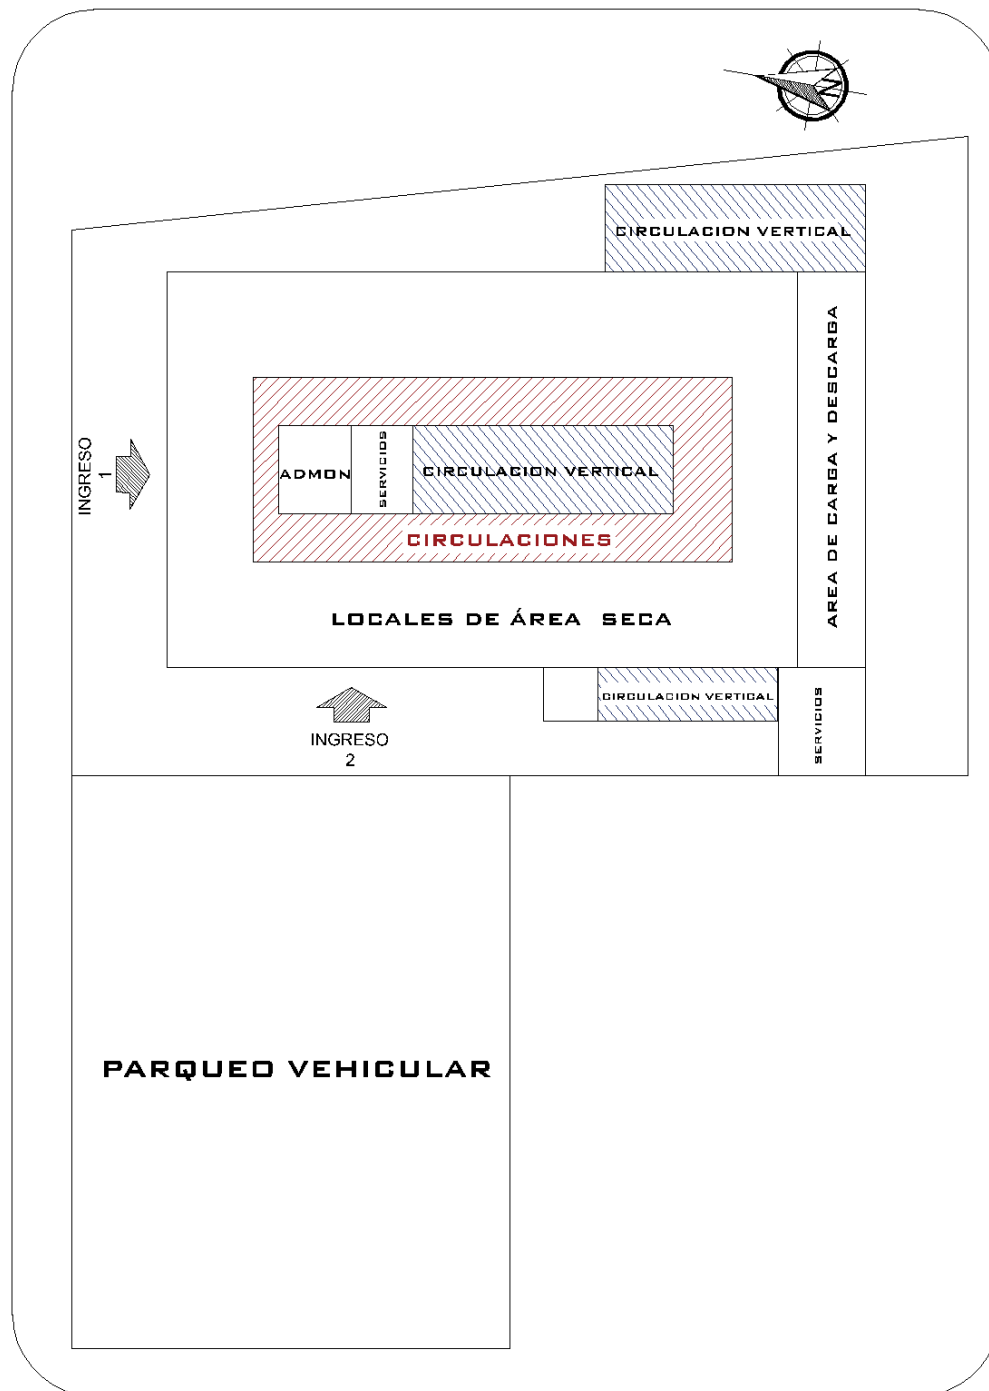 N
CIRCULACION VERTICAL
AREA DE CARGA Y DESCARGA
INGRESO
1
ADMON
SERVICIOS
CIRCULACION VERTICAL
CIRCULACIONES
LOCALES DE ÁREA SECA
CIRCULACION VERTICAL
SERVICIOS
INGRESO
2
PARQUEO VEHICULAR